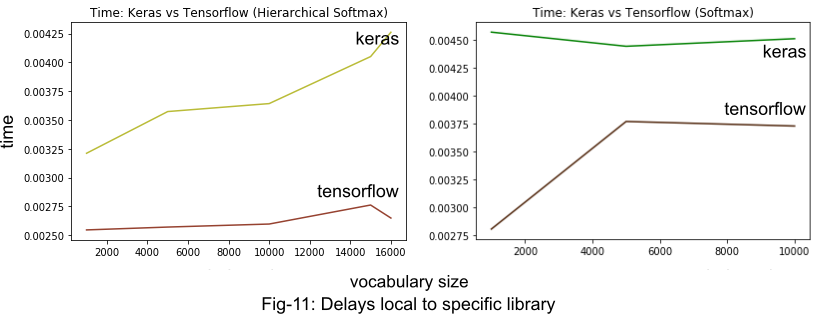 Time: Keras vs Tensorflow (Hierarchical Softmax)
time
0.00425
0.00400
0.00375
0.00350
0.00325
0.00300
0.00275
0.00250
keras
tensorflow
2000 4000 6000 8000 10000 12000 14000 16000
Time: Keras vs Tensorflow (Softmax)
0.00450
0.00425
0.00400
0.00375
0.00350
0.00325
0.00300
0.00275
keras
tensorflow
2000 4000 6000 8000 10000
vocabulary size
Fig-11: Delays local to specific library